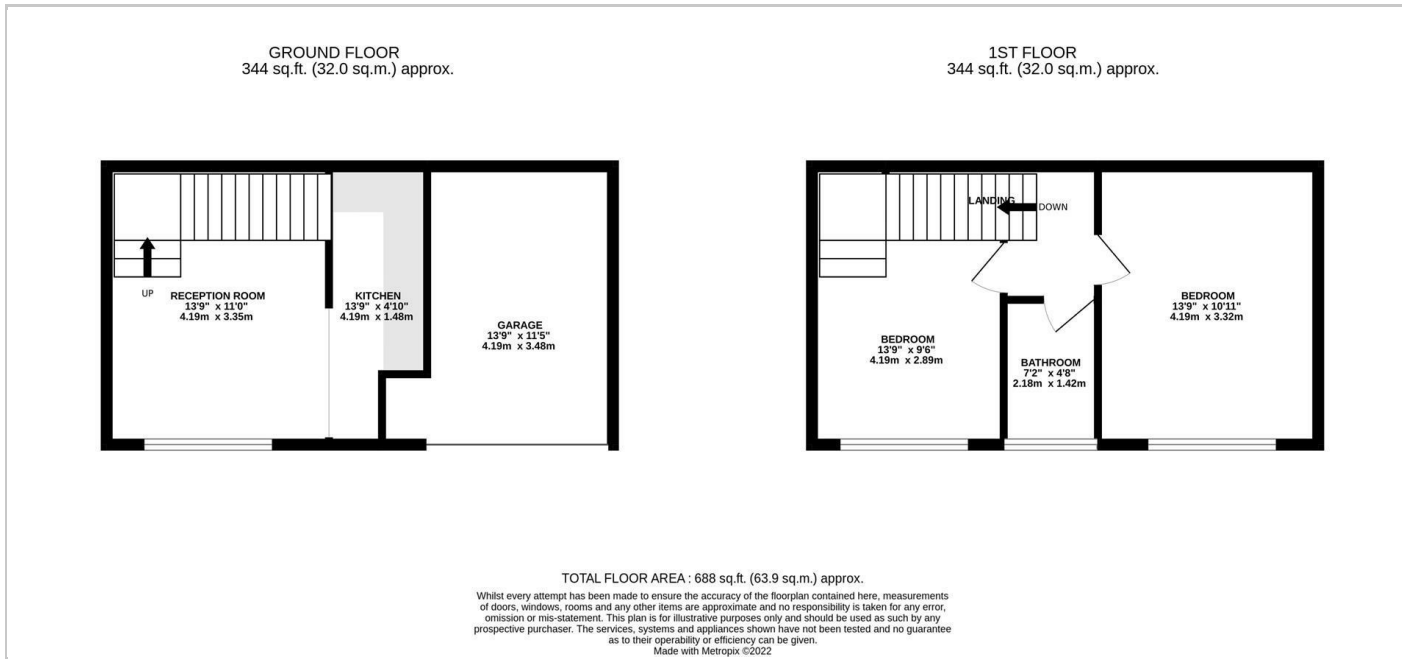 GROUND FLOOR
344 sq.ft. (32.0 sq.m.) approx.
1ST FLOOR
344 sq.ft. (32.0 sq.m.) approx.
UP
RECEPTION ROOM
13'9" x 11'0"
4.19m x 3.35m
KITCHEN
13'9" x 4'10"
4.19m x 1.48m
GARAGE
13'9" x 11'5"
4.19m x 3.48m
LANDING
DOWN
BEDROOM
13'9" x 9'6"
4.19m x 2.89m
BATHROOM
7'2" x 4'8"
2.18m x 1.42m
BEDROOM
13'9" x 10'11"
4.19m x 3.32m
TOTAL FLOOR AREA : 688 sq.ft. (63.9 sq.m.) approx.
Whilst every attempt has been made to ensure the accuracy of the floorplan contained here, measurements
of doors, windows, rooms and any other items are approximate and no responsibility is taken for any error,
omission or mis-statement. This plan is for illustrative purposes only and should be used as such by any
prospective purchaser. The services, systems and appliances shown have not been tested and no guarantee
as to their operability or efficiency can be given.
Made with Metropix ©2022